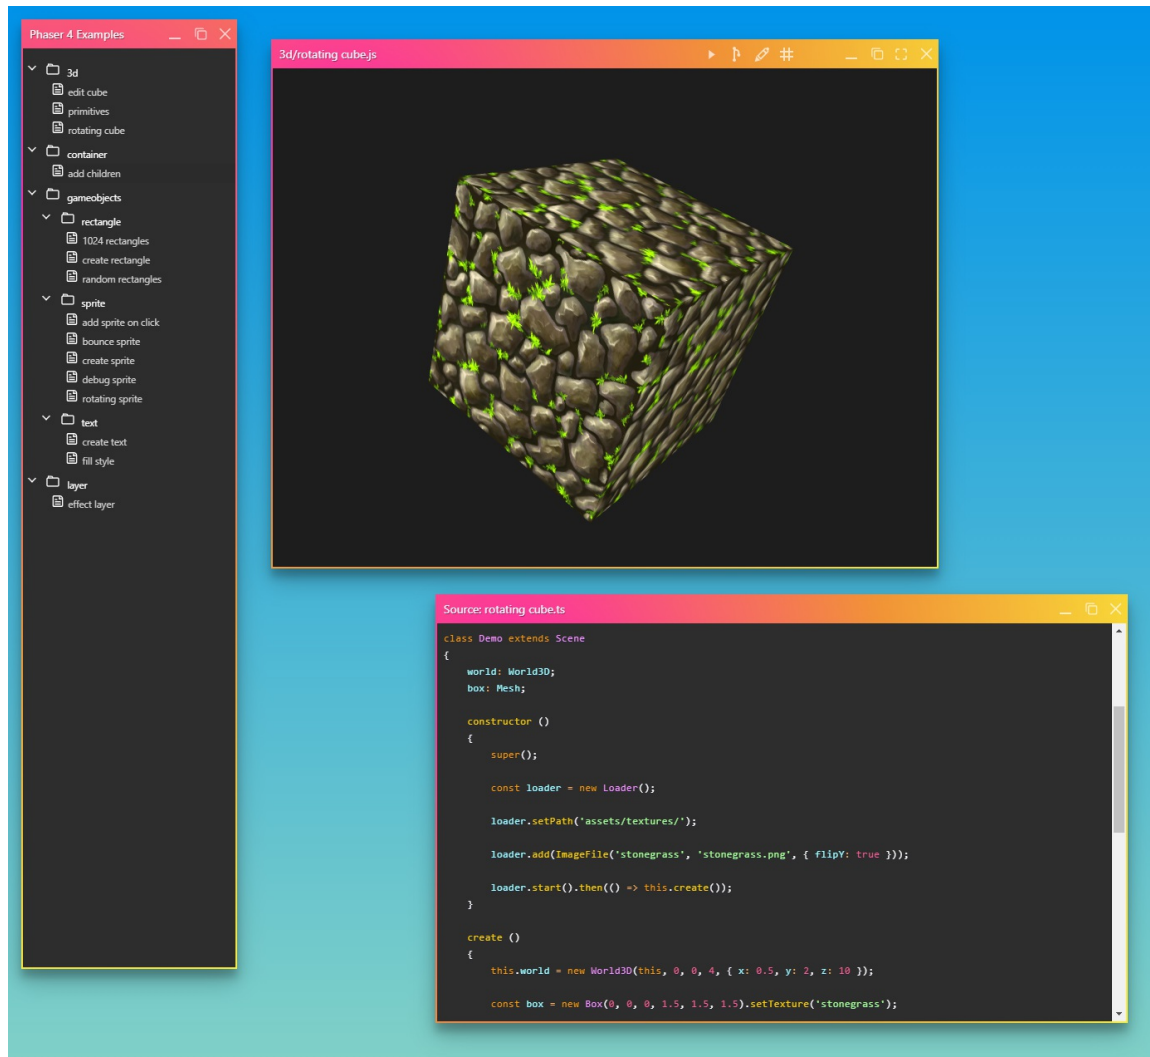 Phaser 4 Examples
3d
edit cube
primitives
rotating cube
container
add children
gameobjects
rectangle
1024 rectangles
create rectangle
random rectangles
sprite
add sprite on click
bounce sprite
create sprite
debug sprite
rotating sprite
text
create text
fill style
layer
effect layer
3d/rotating cube.js
Source: rotating cube.ts
class Demo extends Scene
{
    world: World3D;
    box: Mesh;

    constructor ()
    {
        super();

        const loader = new Loader();

        loader.setPath('assets/textures/');

        loader.add(ImageFile('stonegrass', 'stonegrass.png', { flipY: true }));

        loader.start().then(() => this.create());
    }

    create ()
    {
        this.world = new World3D(this, 0, 0, 4, { x: 0.5, y: 2, z: 10 });

        const box = new Box(0, 0, 0, 1.5, 1.5, 1.5).setTexture('stonegrass');